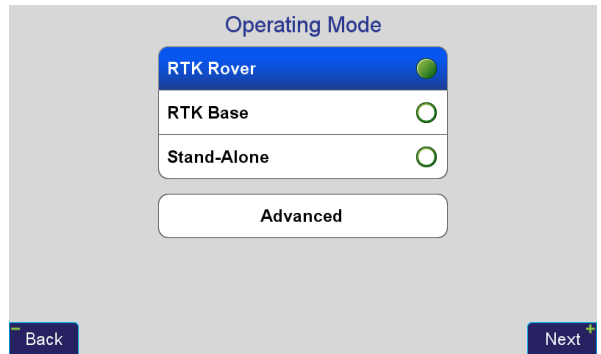 Operating Mode
RTK Rover
RTK Base
Stand-Alone
Advanced
Back
Next